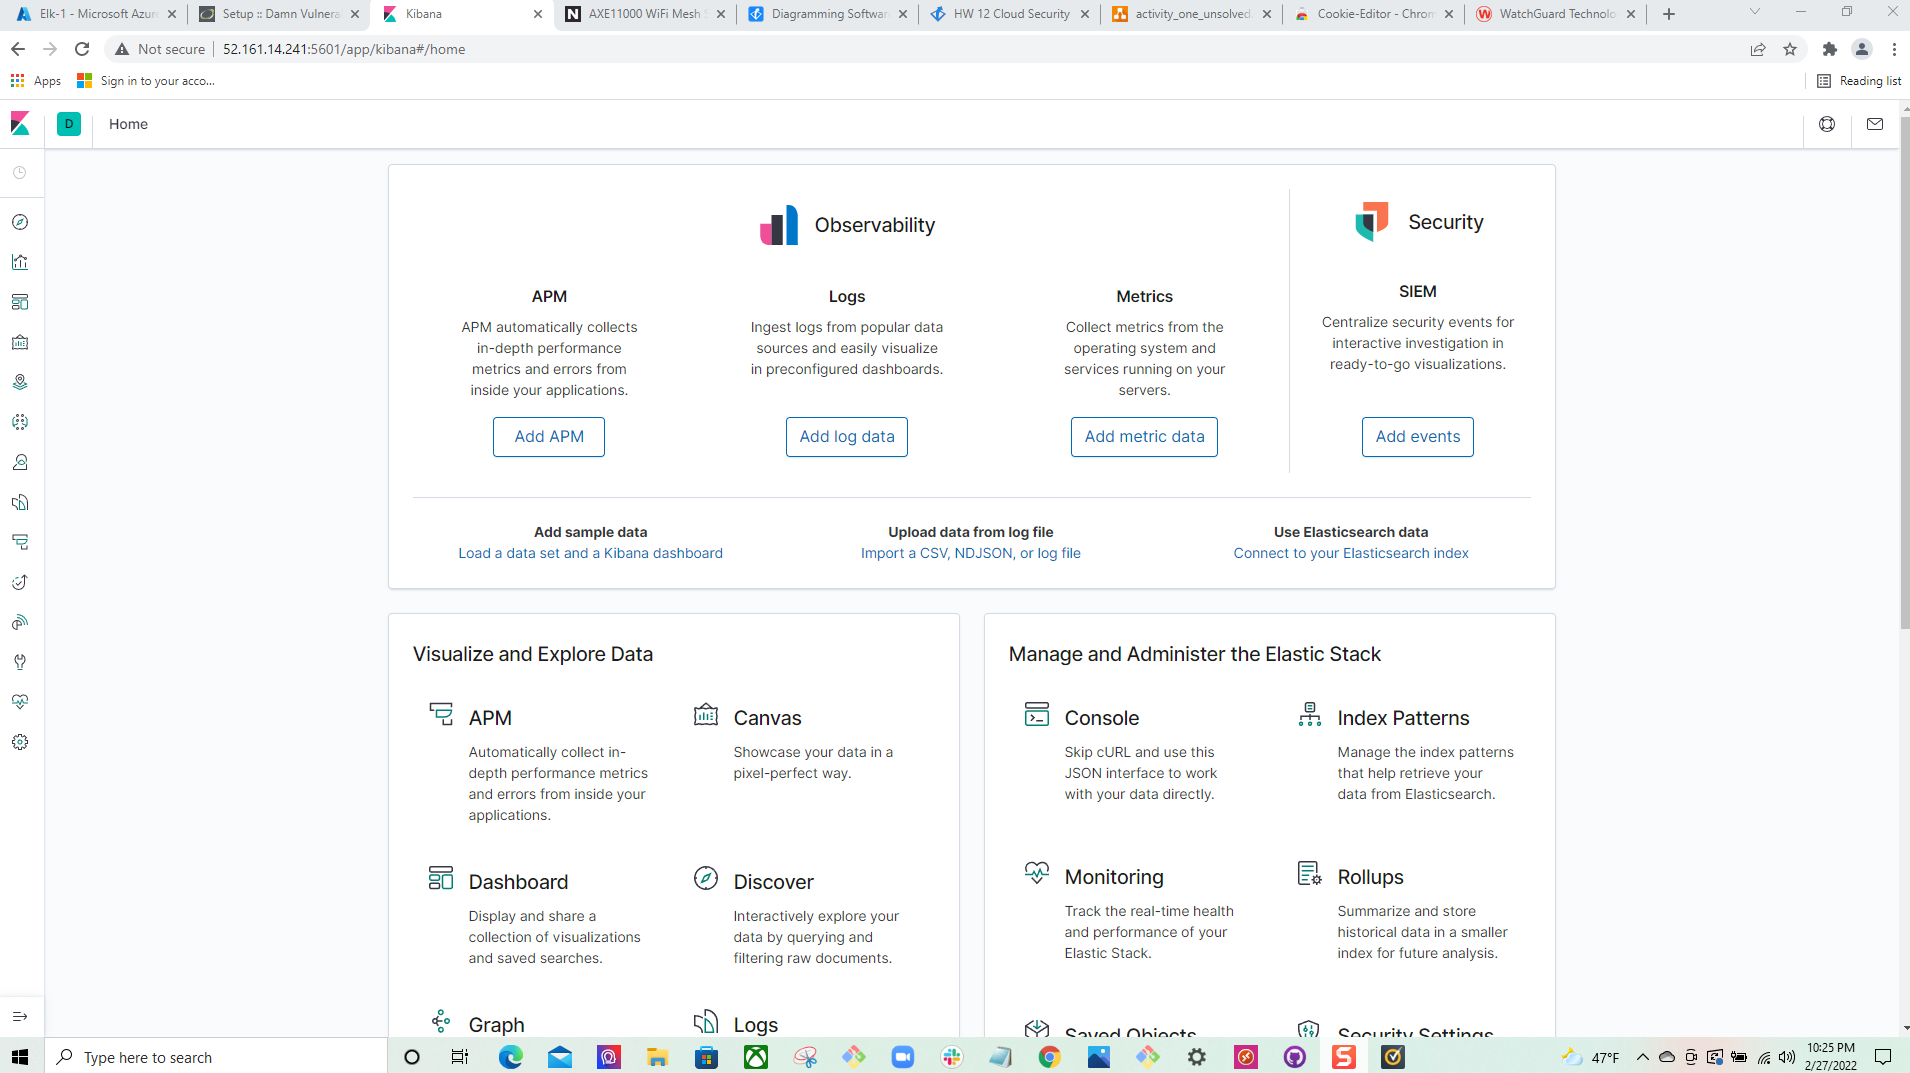 Elk-1 - Microsoft Azur
Setup :: Damn Vulnera
Kibana
AXE11000 WiFi Mesh S
Diagramming Softwar
HW 12 Cloud Security
activity_one_unsolved.
Cookie-Editor - Chrom
WatchGuard Technolo
Not secure
52.161.14.241:5601/app/kibana#/home
Apps
Sign in to your acco...
Reading list
D
Home
Observability
Security
APM
APM automatically collects
in-depth performance
metrics and errors from
inside your applications.
Add APM
Logs
Ingest logs from popular data
sources and easily visualize
in preconfigured dashboards.
Add log data
Metrics
Collect metrics from the
operating system and
services running on your
servers.
Add metric data
SIEM
Centralize security events for
interactive investigation in
ready-to-go visualizations.
Add events
Add sample data
Load a data set and a Kibana dashboard
Upload data from log file
Import a CSV, NDJSON, or log file
Use Elasticsearch data
Connect to your Elasticsearch index
Visualize and Explore Data
APM
Automatically collect in-
depth performance metrics
and errors from inside your
applications.
Canvas
Showcase your data in a
pixel-perfect way.
Dashboard
Display and share a
collection of visualizations
and saved searches.
Discover
Interactively explore your
data by querying and
filtering raw documents.
Graph
Logs
Manage and Administer the Elastic Stack
Console
Skip cURL and use this
JSON interface to work
with your data directly.
Index Patterns
Manage the index patterns
that help retrieve your
data from Elasticsearch.
Monitoring
Track the real-time health
and performance of your
Elastic Stack.
Rollups
Summarize and store
historical data in a smaller
index for future analysis.
Saved Objects
Security Settings
Type here to search
47°F
10:25 PM
2/27/2022